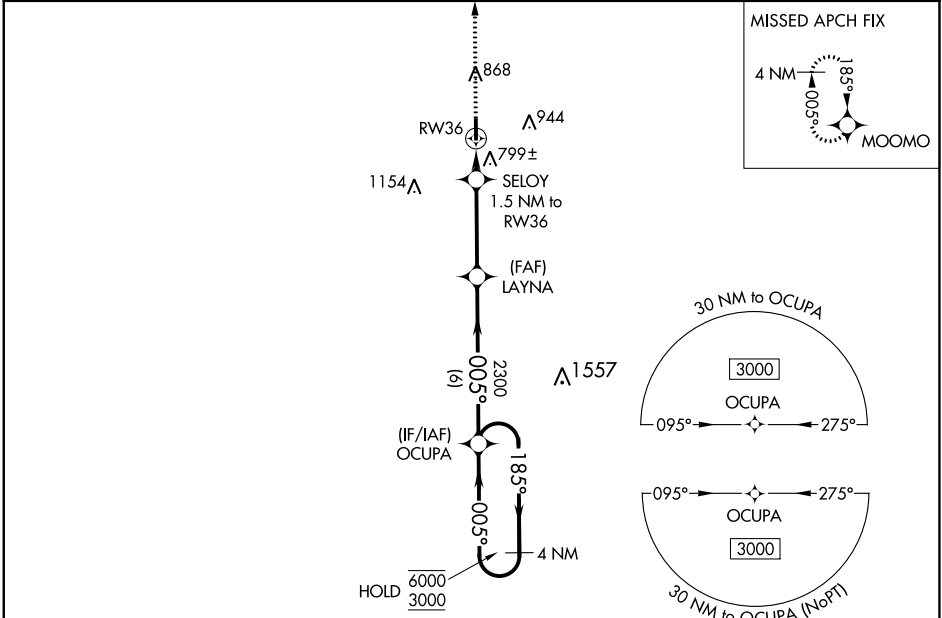 MISSED APCH FIX
4 NM
185°
005°
MOOMO
868
RW36
944
799±
1154
SELOY
1.5 NM to
RW36
(FAF)
LAYNA
2300
005°
(6)
1557
(IF/IAF)
OCUPA
185°
005°
4 NM
HOLD
6000
3000
30 NM to OCUPA
3000
OCUPA
095°
275°
095°
275°
OCUPA
3000
30 NM to OCUPA (NoPT)